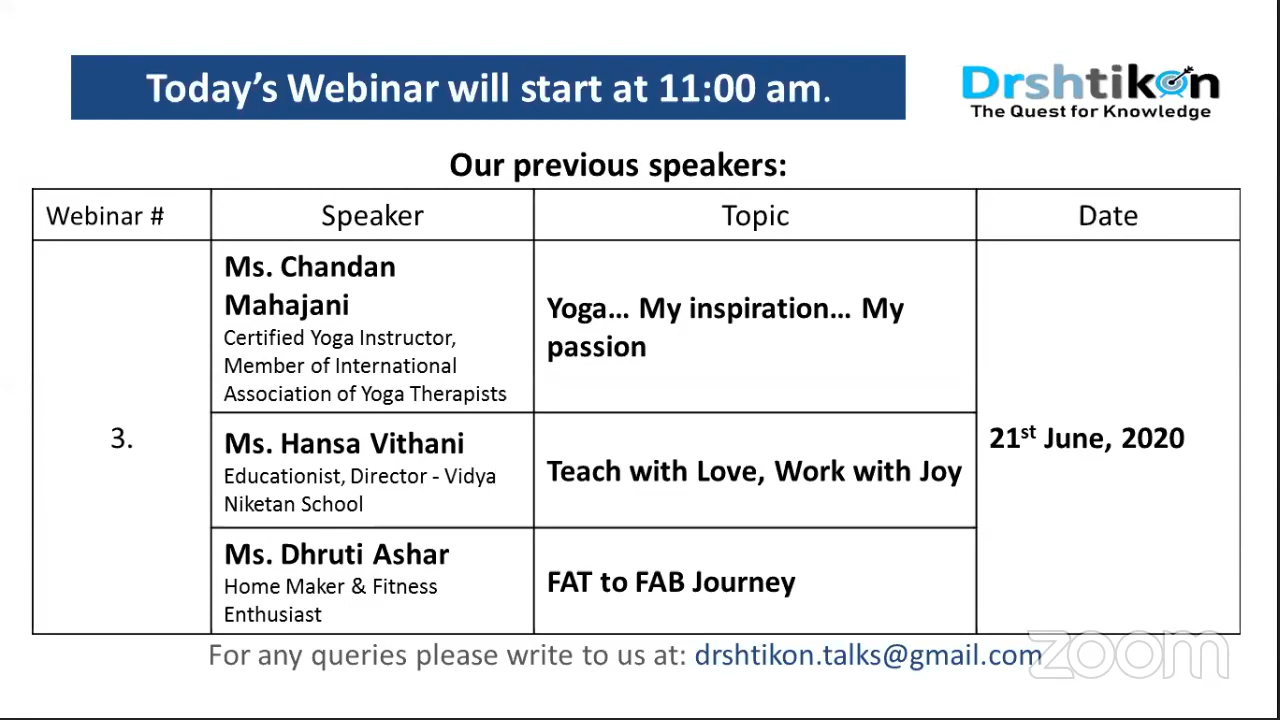 Today's Webinar will start at 11:00 am.
Drshtikon
The Quest for Knowledge
Our previous speakers:
Webinar #
Speaker
Topic
Date
3.
Ms. Chandan
Mahajani
Certified Yoga Instructor,
Member of International
Association of Yoga Therapists
Yoga... My inspiration... My
passion
21st June, 2020
Ms. Hansa Vithani
Educationist, Director - Vidya
Niketan School
Teach with Love, Work with Joy
Ms. Dhruti Ashar
Home Maker & Fitness
Enthusiast
FAT to FAB Journey
For any queries please write to us at: drshtikon.talks@gmail.com
zoom